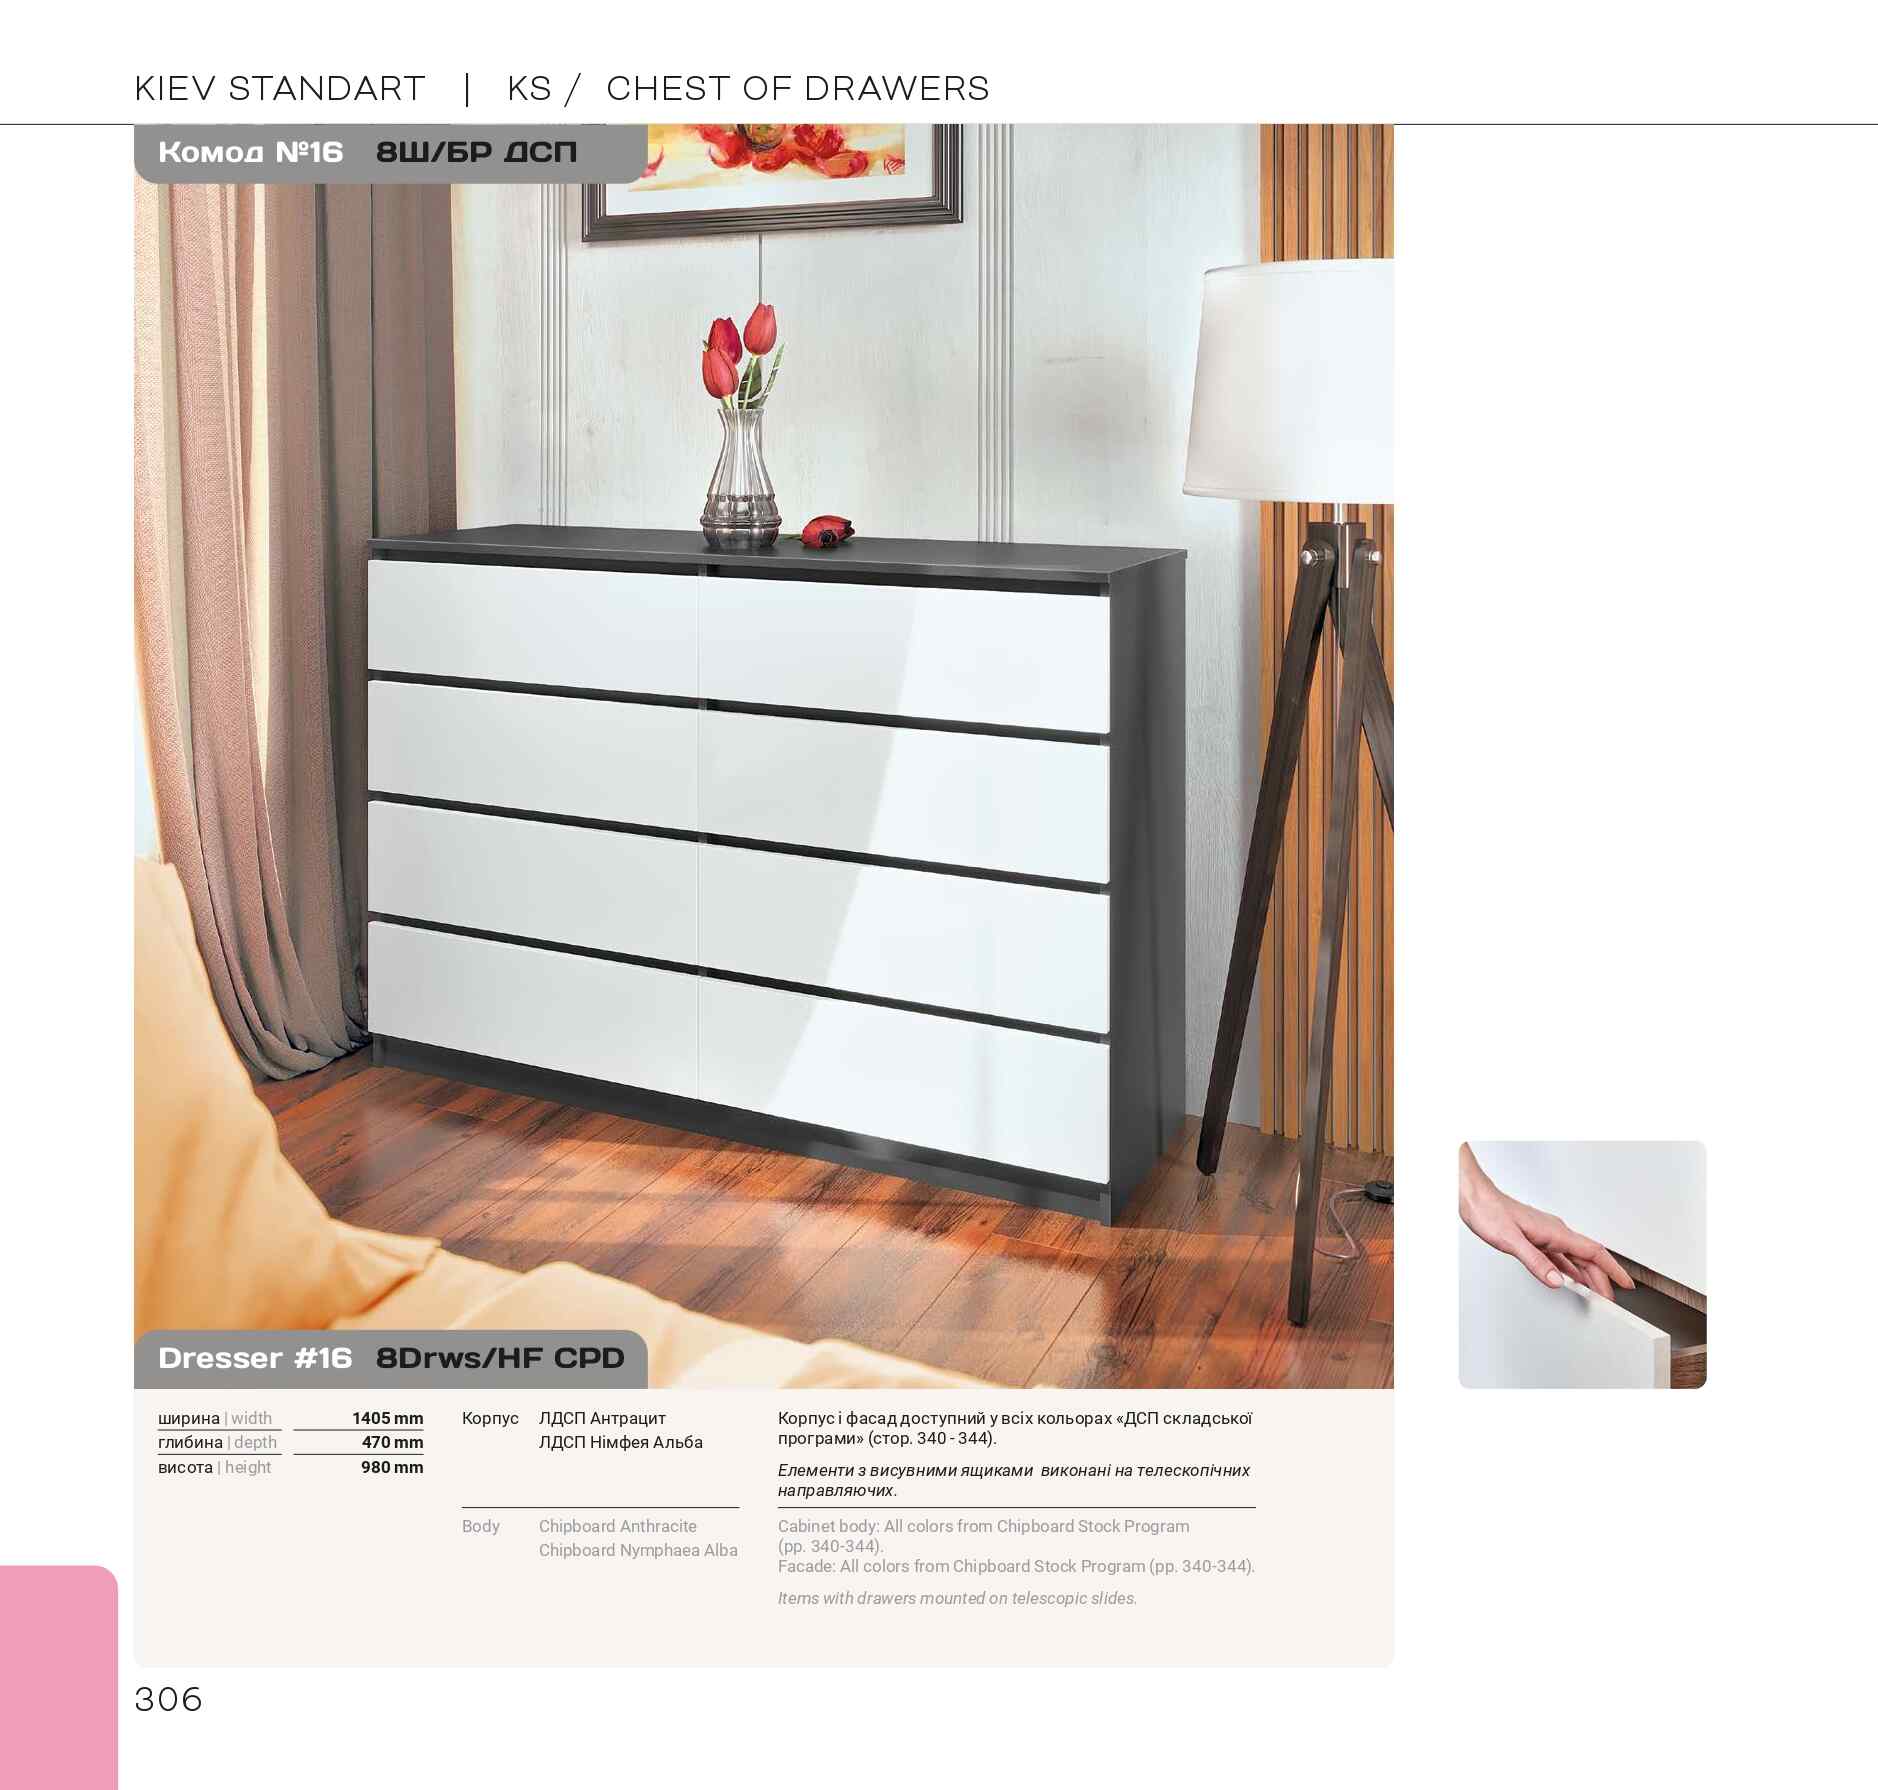 KIEV STANDART | KS / CHEST OF DRAWERS
Комод №16 8Ш/БР ДСП
Dresser #16 8Drws/HF CPD
ширина | width 1405 mm
глибина | depth 470 mm
висота | height 980 mm
Корпус ЛДСП Антрацит
ЛДСП Німфея Альба
Body Chipboard Anthracite
Chipboard Nymphaea Alba
Корпус і фасад доступний у всіх кольорах «ДСП складської
програми» (стор. 340 - 344).
Елементи з висувними ящиками виконані на телескопічних
направляючих.
Cabinet body: All colors from Chipboard Stock Program
(pp. 340-344).
Facade: All colors from Chipboard Stock Program (pp. 340-344).
Items with drawers mounted on telescopic slides.
306